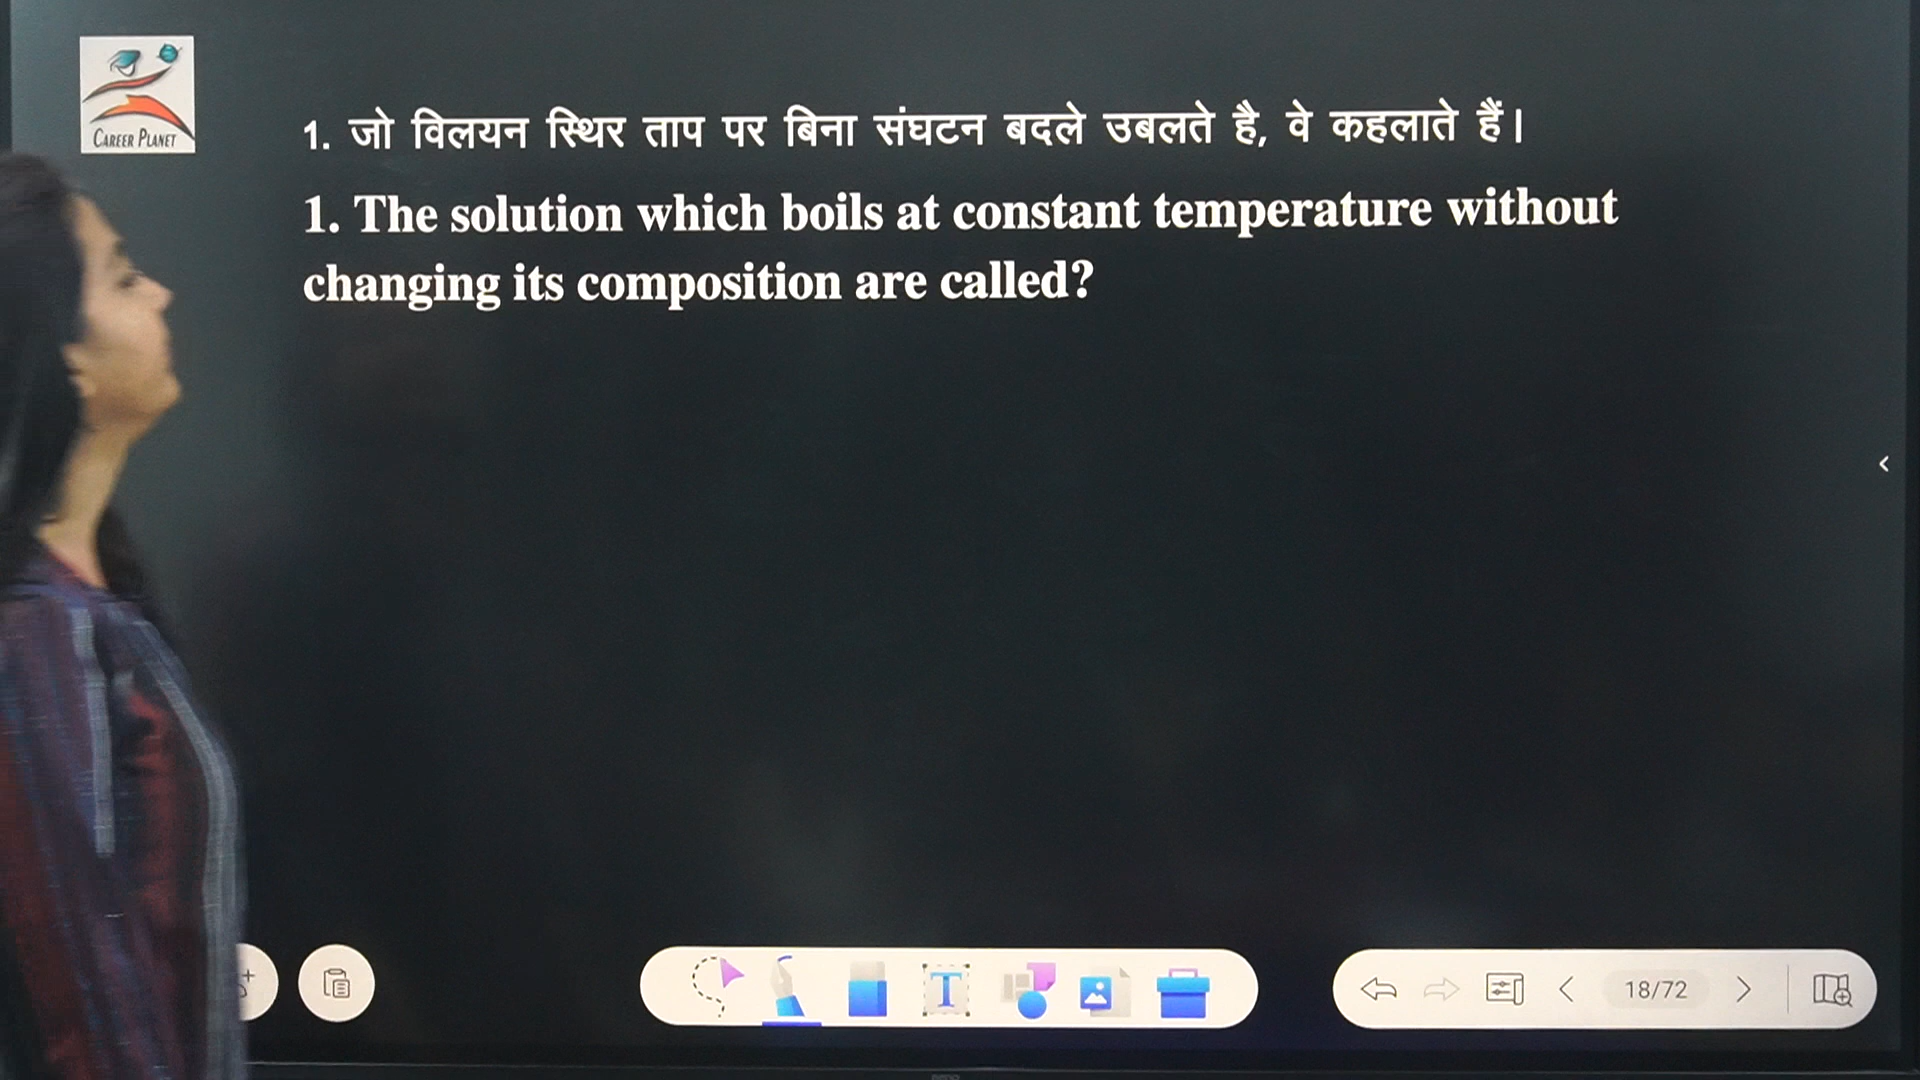 CAREER PLANET
1. जो विलयन स्थिर ताप पर बिना संघटन बदले उबलते है, वे कहलाते हैं।
1. The solution which boils at constant temperature without
changing its composition are called?
18/72